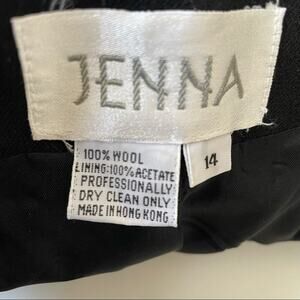 JENNA
100% WOOL
LINING:100% ACETATE
PROFESSIONALLY
DRY CLEAN ONLY
MADE IN HONG KONG
14